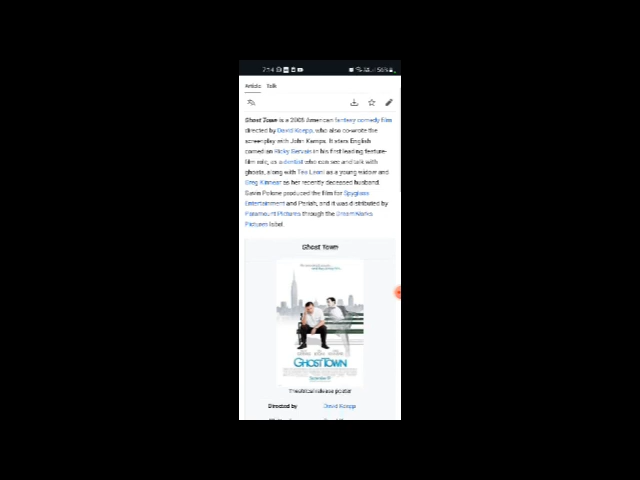 7:14
56%
Article Talk
Ghost Town is a 2008 American fantasy comedy film
directed by David Koepp, who also co-wrote the
screenplay with John Kamps. It stars English
comedian Ricky Gervais in his first leading feature-
film role, as a dentist who can see and talk with
ghosts, along with Téa Leoni as a young widow and
Greg Kinnear as her recently deceased husband.
Gavin Polone produced the film for Spyglass
Entertainment and Pariah, and it was distributed by
Paramount Pictures through the DreamWorks
Pictures label.
Ghost Town
GHOST TOWN
Theatrical release poster
Directed by David Koepp